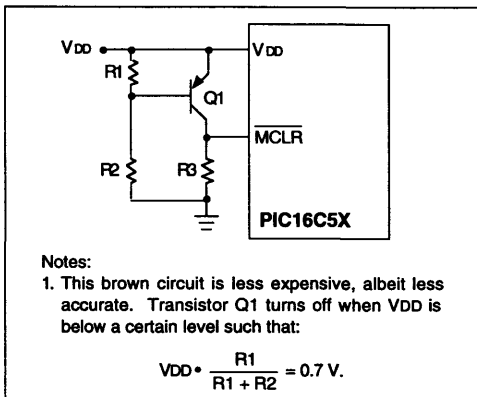 VDD VDD
R1
Q1
MCLR
R2 R3
PIC16C5X
Notes:
1. This brown circuit is less expensive, albeit less
accurate. Transistor Q1 turns off when VDD is
below a certain level such that:
VDD • R1 / (R1 + R2) = 0.7 V.